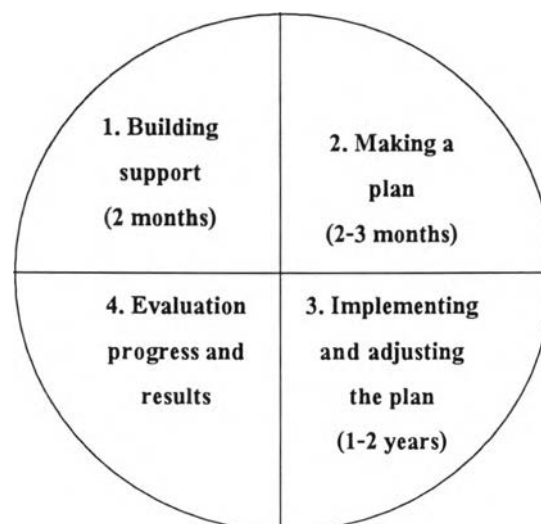 1. Building
support
(2 months)
2. Making a
plan
(2-3 months)
3. Implementing
and adjusting
the plan
(1-2 years)
4. Evaluation
progress and
results